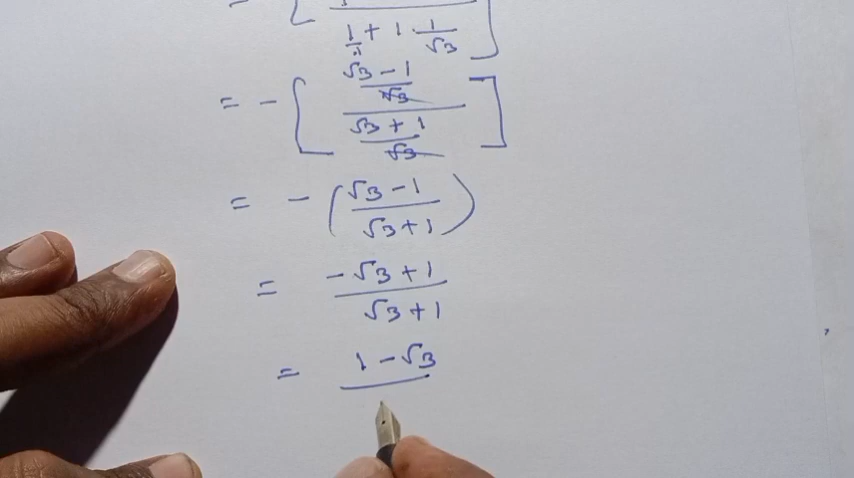 = - [
1/1 + 1 · 1/√3 ]
= - [ ((√3 - 1)/√3) / ((√3 + 1)/√3) ]
= - ( (√3 - 1) / (√3 + 1) )
= (-√3 + 1) / (√3 + 1)
= 1 - √3